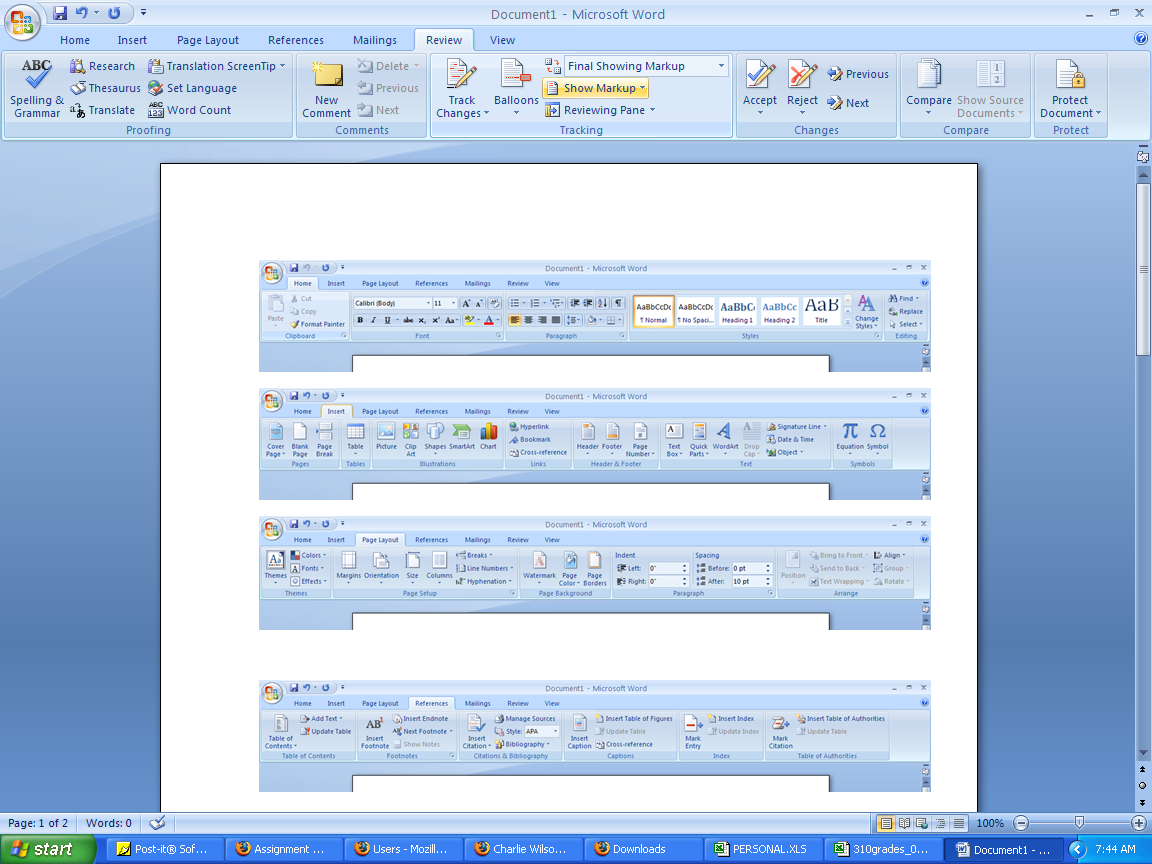 Document1 - Microsoft Word
Home Insert Page Layout References Mailings Review View
ABC Research Translation ScreenTip Delete Final Showing Markup Previous
Thesaurus Set Language Previous Show Markup Next
Translate Word Count Next Reviewing Pane
Spelling & Grammar New Comment Track Changes Balloons Accept Reject Compare Show Source Documents Protect Document
Proofing Comments Tracking Changes Compare Protect
Document1 - Microsoft Word
Home Insert Page Layout References Mailings Review View
Paste Cut Calibri (Body) 11 AaBbCcDc AaBbCcDc AaBbC AaBbCc AaB Find
Copy Replace
Format Painter ¶ Normal ¶ No Spaci... Heading 1 Heading 2 Title Change Styles Select
Clipboard Font Paragraph Styles Editing
Document1 - Microsoft Word
Home Insert Page Layout References Mailings Review View
Cover Page Blank Page Page Break Table Picture Clip Art Shapes SmartArt Chart Hyperlink Bookmark Cross-reference Header Footer Page Number Text Box Quick Parts WordArt Drop Cap Signature Line Date & Time Object Equation Symbol
Pages Tables Illustrations Links Header & Footer Text Symbols
Document1 - Microsoft Word
Home Insert Page Layout References Mailings Review View
Themes Colors Fonts Effects Margins Orientation Size Columns Breaks Line Numbers Hyphenation Watermark Page Color Page Borders Indent Left: 0" Right: 0" Spacing Before: 0 pt After: 10 pt Position Bring to Front Send to Back Text Wrapping Align Group Rotate
Themes Page Setup Page Background Paragraph Arrange
Document1 - Microsoft Word
Home Insert Page Layout References Mailings Review View
Table of Contents Add Text Update Table AB Insert Footnote Insert Endnote Next Footnote Show Notes Insert Citation Manage Sources Style: APA Bibliography Insert Caption Insert Table of Figures Update Table Cross-reference Mark Entry Insert Index Update Index Mark Citation Insert Table of Authorities Update Table
Table of Contents Footnotes Citations & Bibliography Captions Index Table of Authorities
Page: 1 of 2 Words: 0 100%
start Post-it® Sof... Assignment ... Users - Mozill... Charlie Wilso... Downloads PERSONAL.XLS 310grades_0... Document1 - ... 7:44 AM